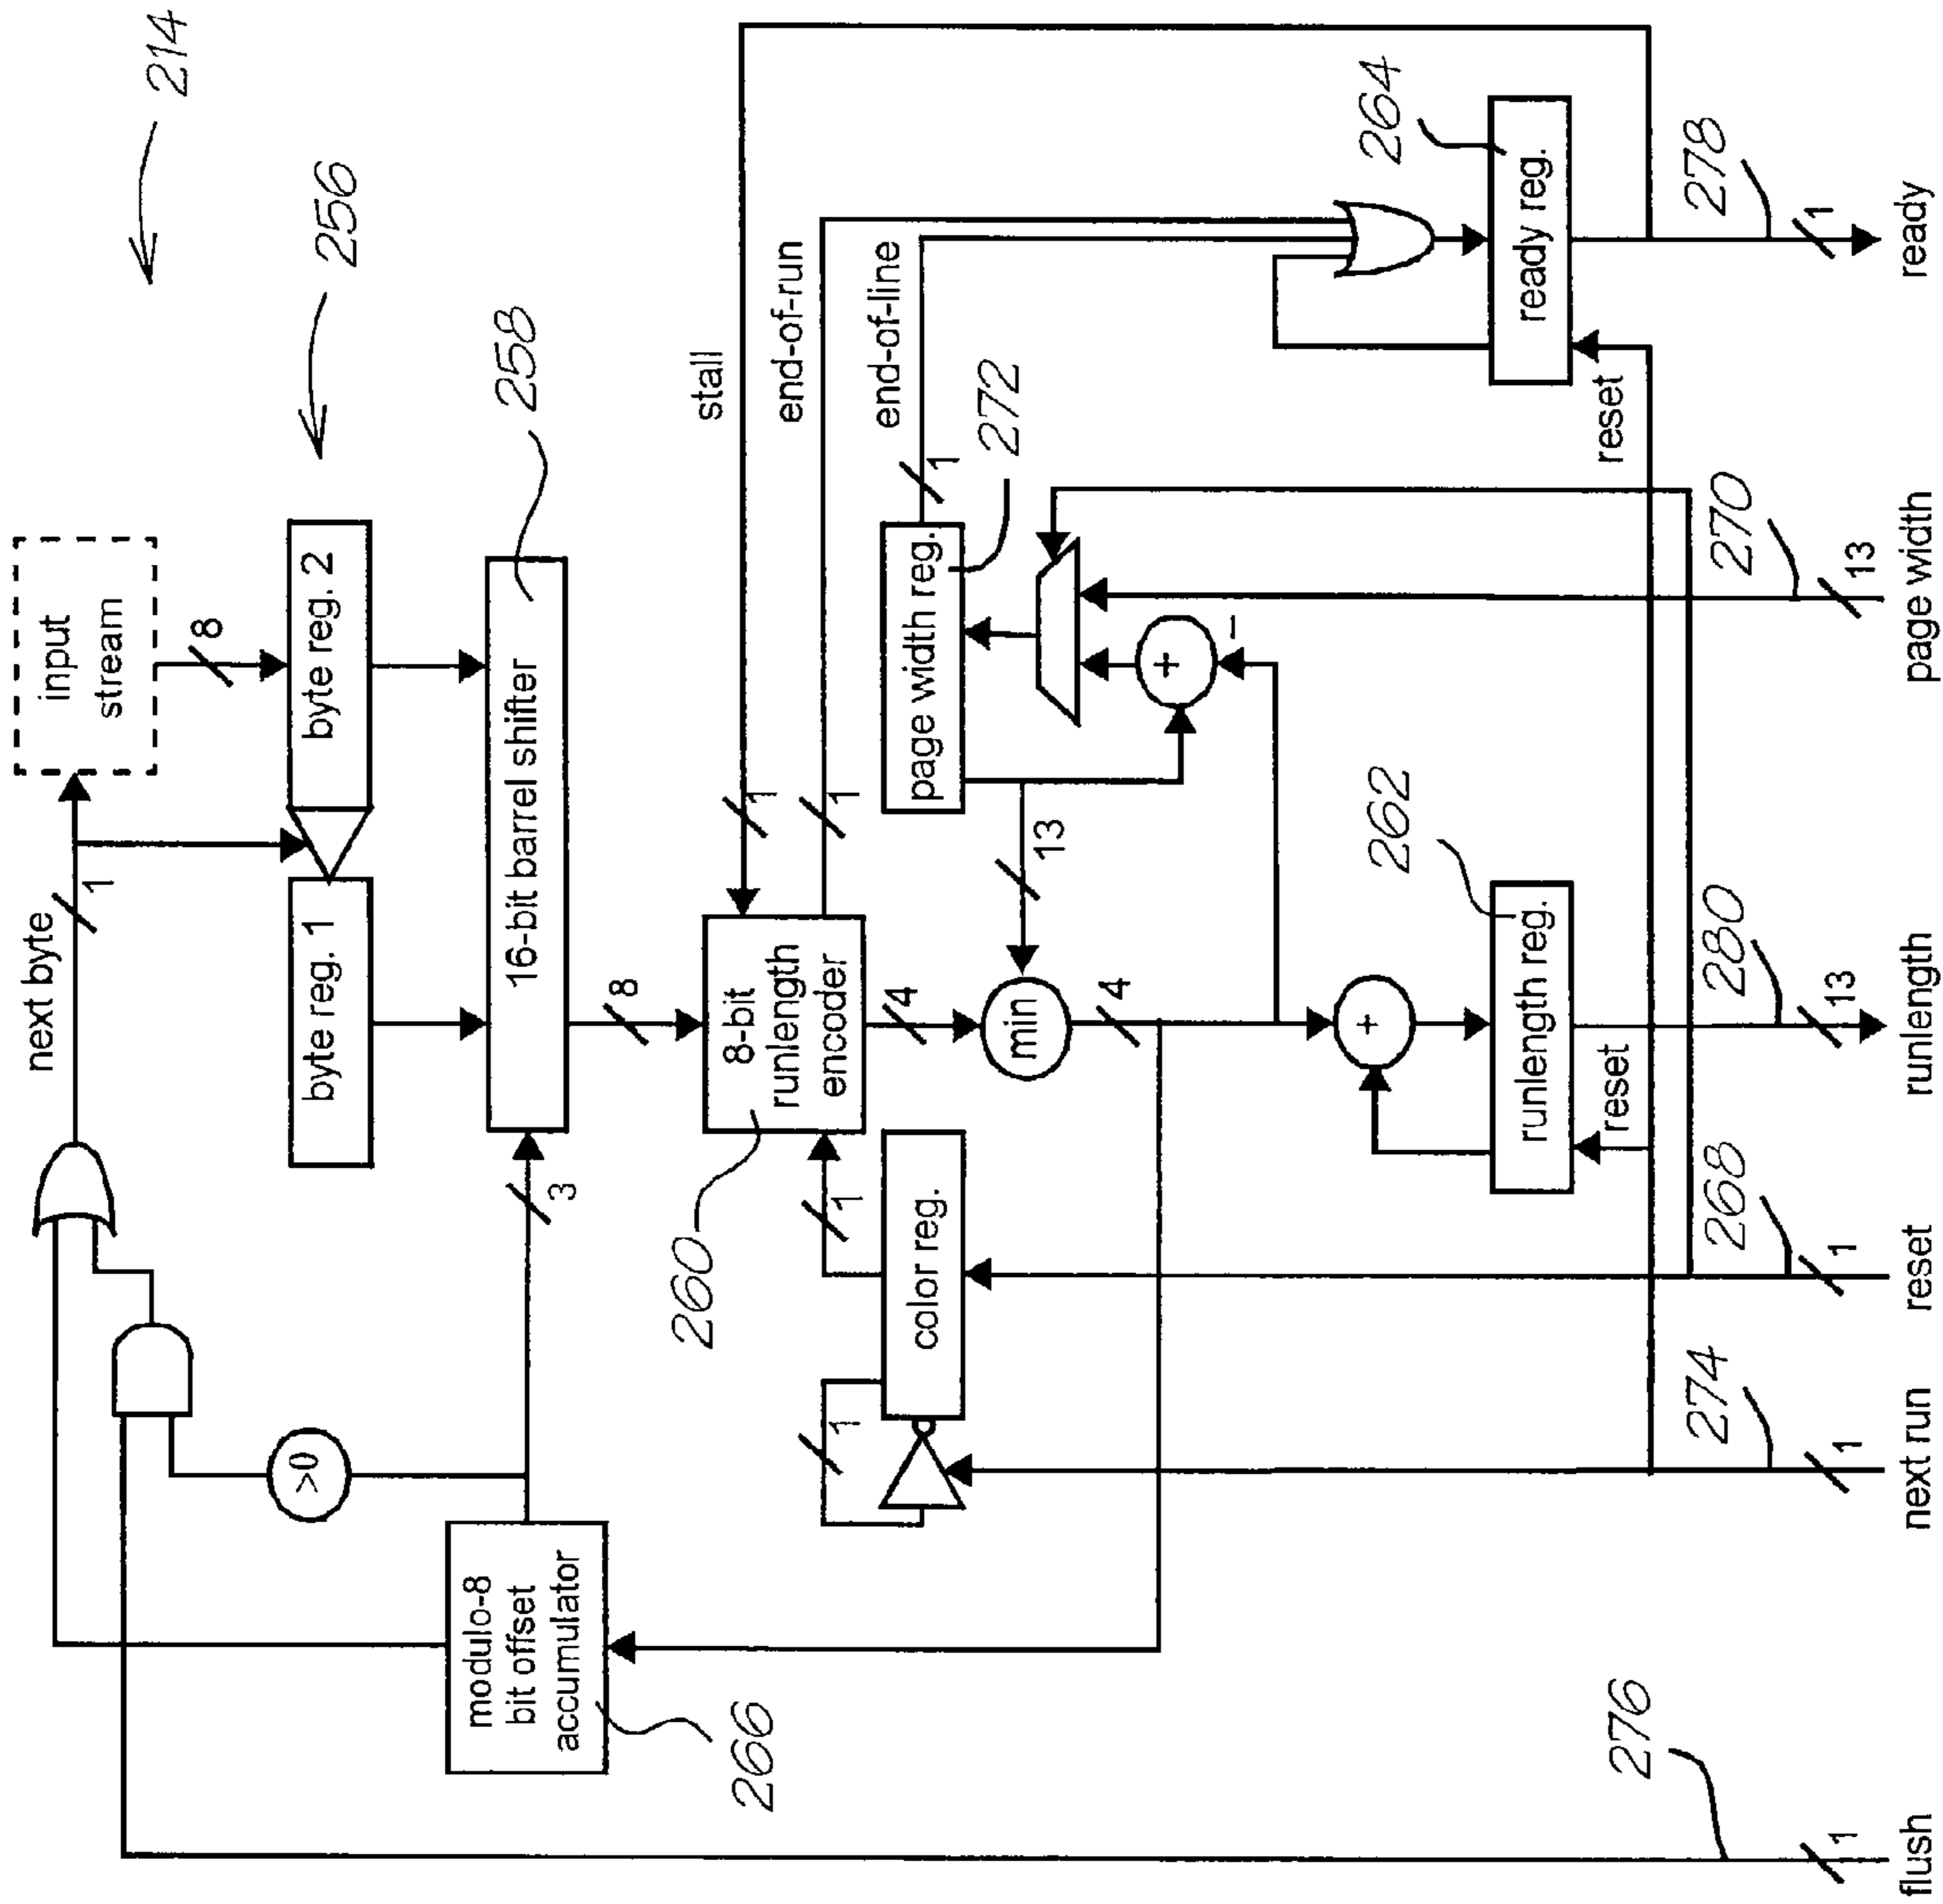 214
input
stream
next byte
1
8
256
byte reg. 1
byte reg. 2
16-bit barrel shifter
258
>0
3
8
modulo-8
bit offset
accumulator
266
260
8-bit
runlength
encoder
stall
1
end-of-run
1
end-of-line
1
color reg.
1
1
4
min
4
13
page width reg.
272
+
−
+
262
runlength reg.
reset
264
ready reg.
reset
276
1
flush
274
1
next run
268
1
reset
280
13
runlength
270
13
page width
278
1
ready